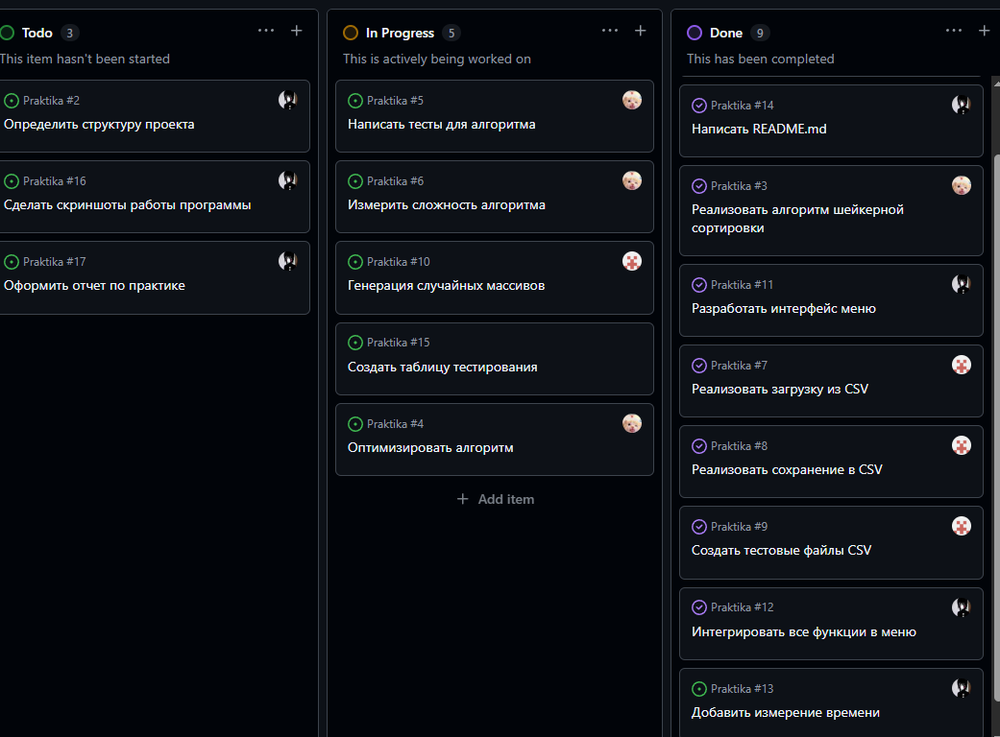 Todo 3
This item hasn't been started
Praktika #2
Определить структуру проекта
Praktika #16
Сделать скриншоты работы программы
Praktika #17
Оформить отчет по практике
In Progress 5
This is actively being worked on
Praktika #5
Написать тесты для алгоритма
Praktika #6
Измерить сложность алгоритма
Praktika #10
Генерация случайных массивов
Praktika #15
Создать таблицу тестирования
Praktika #4
Оптимизировать алгоритм
Add item
Done 9
This has been completed
Praktika #14
Написать README.md
Praktika #3
Реализовать алгоритм шейкерной
сортировки
Praktika #11
Разработать интерфейс меню
Praktika #7
Реализовать загрузку из CSV
Praktika #8
Реализовать сохранение в CSV
Praktika #9
Создать тестовые файлы CSV
Praktika #12
Интегрировать все функции в меню
Praktika #13
Добавить измерение времени